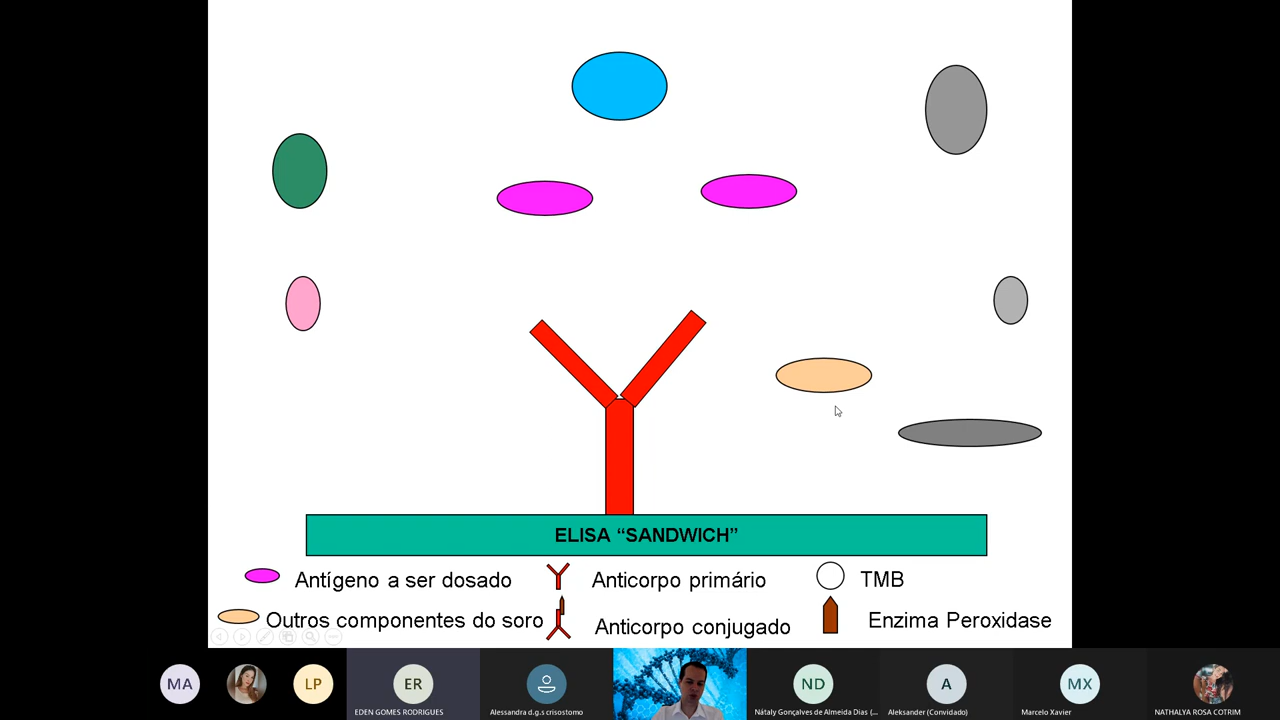 ELISA “SANDWICH”
Antígeno a ser dosado
Anticorpo primário
TMB
Outros componentes do soro
Anticorpo conjugado
Enzima Peroxidase
MA
LP
ER
ND
A
MX
EDEN GOMES RODRIGUES
Alessandra d.g.s crisostomo
Nátaly Gonçalves de Almeida Dias (...
Aleksander (Convidado)
Marcelo Xavier
NATHALYA ROSA COTRIM